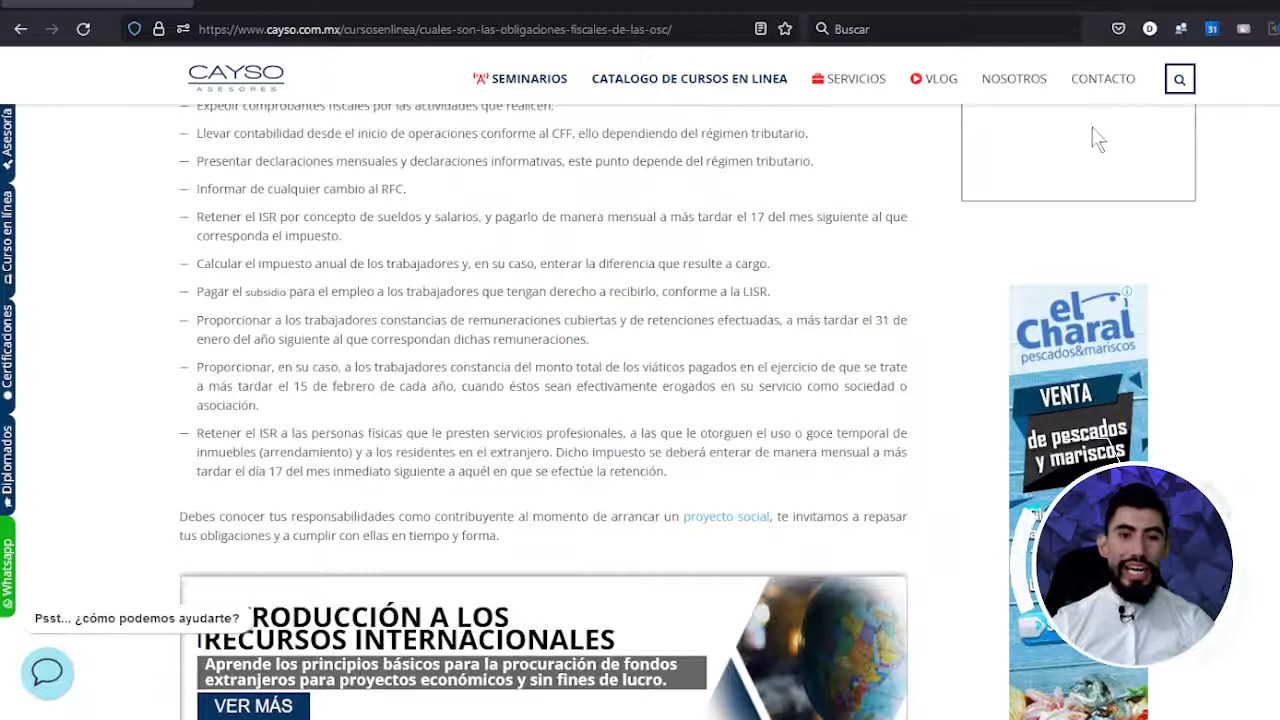 https://www.cayso.com.mx/cursosenlinea/cuales-son-las-obligaciones-fiscales-de-las-osc/
Buscar
D
31
CAYSO
ASESORES
SEMINARIOS
CATALOGO DE CURSOS EN LINEA
SERVICIOS
VLOG
NOSOTROS
CONTACTO
Asesoría
Curso en línea
Certificaciones
Diplomados
Whatsapp
Expedir comprobantes fiscales por las actividades que realicen.
— Llevar contabilidad desde el inicio de operaciones conforme al CFF, ello dependiendo del régimen tributario.
— Presentar declaraciones mensuales y declaraciones informativas, este punto depende del régimen tributario.
— Informar de cualquier cambio al RFC.
— Retener el ISR por concepto de sueldos y salarios, y pagarlo de manera mensual a más tardar el 17 del mes siguiente al que
corresponda el impuesto.
— Calcular el impuesto anual de los trabajadores y, en su caso, enterar la diferencia que resulte a cargo.
— Pagar el subsidio para el empleo a los trabajadores que tengan derecho a recibirlo, conforme a la LISR.
— Proporcionar a los trabajadores constancias de remuneraciones cubiertas y de retenciones efectuadas, a más tardar el 31 de
enero del año siguiente al que correspondan dichas remuneraciones.
— Proporcionar, en su caso, a los trabajadores constancia del monto total de los viáticos pagados en el ejercicio de que se trate
a más tardar el 15 de febrero de cada año, cuando éstos sean efectivamente erogados en su servicio como sociedad o
asociación.
— Retener el ISR a las personas físicas que le presten servicios profesionales, a las que le otorguen el uso o goce temporal de
inmuebles (arrendamiento) y a los residentes en el extranjero. Dicho impuesto se deberá enterar de manera mensual a más
tardar el día 17 del mes inmediato siguiente a aquél en que se efectúe la retención.
Debes conocer tus responsabilidades como contribuyente al momento de arrancar un proyecto social, te invitamos a repasar
tus obligaciones y a cumplir con ellas en tiempo y forma.
Psst... ¿cómo podemos ayudarte?
RODUCCIÓN A LOS
RECURSOS INTERNACIONALES
Aprende los principios básicos para la procuración de fondos
extranjeros para proyectos económicos y sin fines de lucro.
VER MÁS
el
Charal
pescados&mariscos
VENTA
de pescados
y mariscos